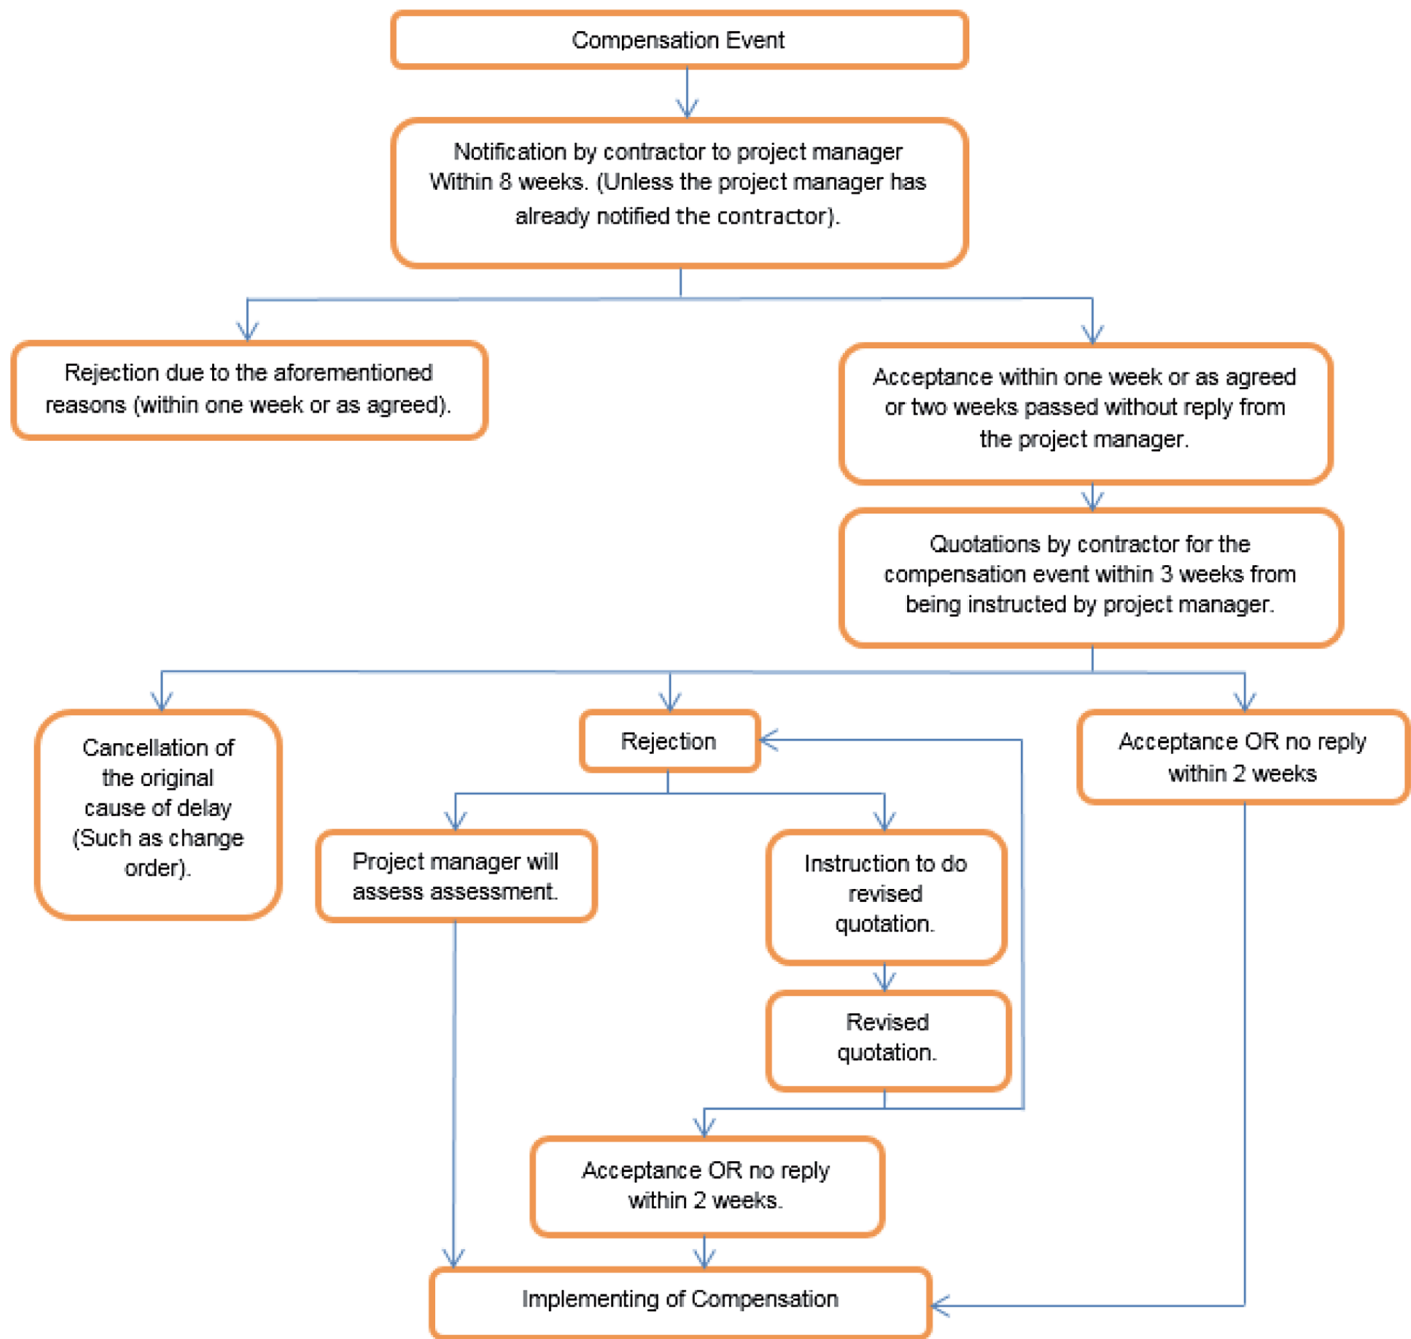 Compensation Event
Notification by contractor to project manager
Within 8 weeks. (Unless the project manager has
already notified the contractor).
Rejection due to the aforementioned
reasons (within one week or as agreed).
Acceptance within one week or as agreed
or two weeks passed without reply from
the project manager.
Quotations by contractor for the
compensation event within 3 weeks from
being instructed by project manager.
Cancellation of
the original
cause of delay
(Such as change
order).
Rejection
Acceptance OR no reply
within 2 weeks
Project manager will
assess assessment.
Instruction to do
revised
quotation.
Revised
quotation.
Acceptance OR no reply
within 2 weeks.
Implementing of Compensation